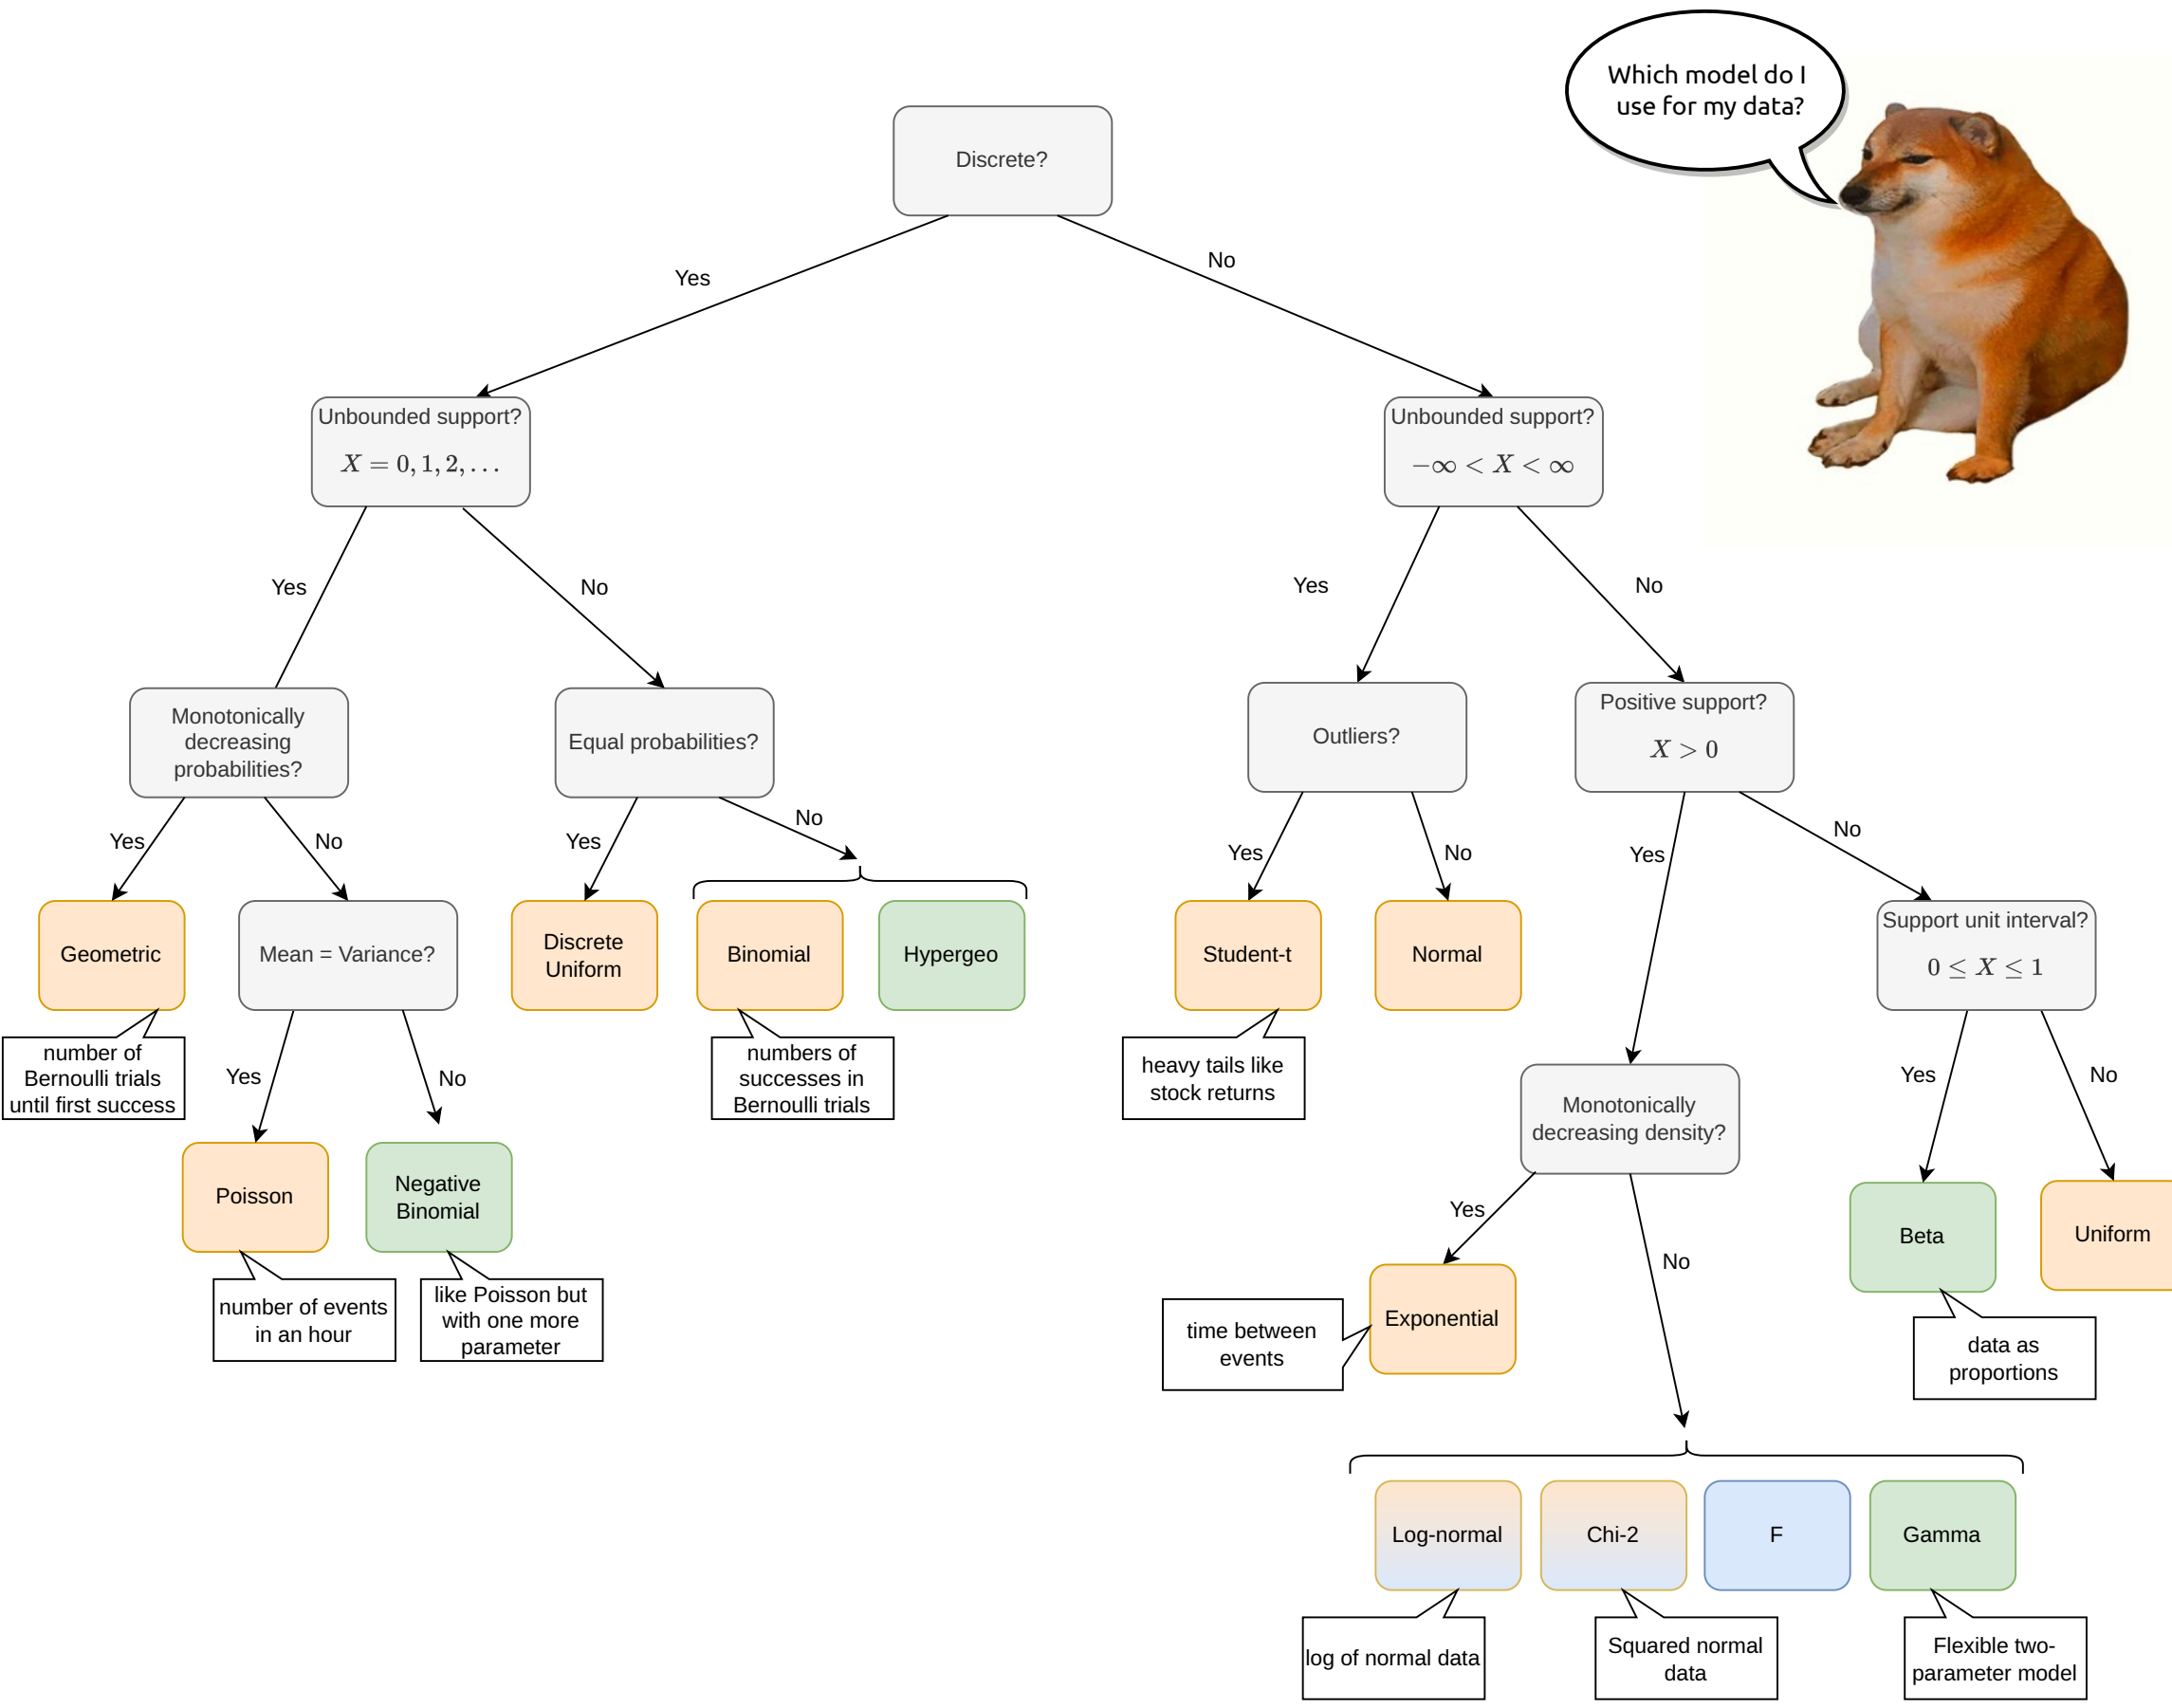 Which model do I
use for my data?
Discrete?
Yes
No
Unbounded support?
X = 0, 1, 2, …
Unbounded support?
−∞ < X < ∞
Yes
No
Yes
No
Monotonically
decreasing
probabilities?
Equal probabilities?
Outliers?
Positive support?
X > 0
Yes
No
Yes
No
Yes
No
Yes
No
Geometric
Mean = Variance?
Discrete
Uniform
Binomial
Hypergeo
Student-t
Normal
Support unit interval?
0 ≤ X ≤ 1
number of
Bernoulli trials
until first success
Yes
No
numbers of
successes in
Bernoulli trials
heavy tails like
stock returns
Monotonically
decreasing density?
Yes
No
Poisson
Negative
Binomial
Yes
No
Beta
Uniform
number of events
in an hour
like Poisson but
with one more
parameter
time between
events
Exponential
data as
proportions
Log-normal
Chi-2
F
Gamma
log of normal data
Squared normal
data
Flexible two-
parameter model